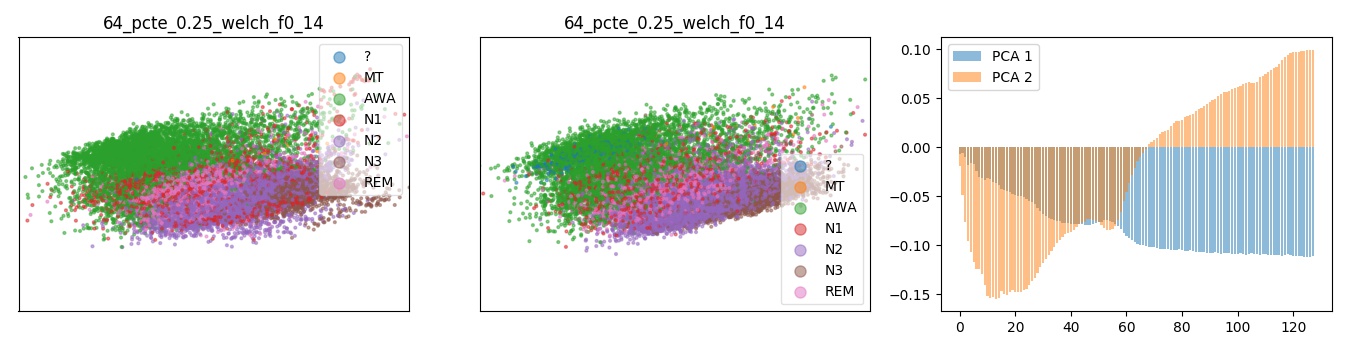 64_pcte_0.25_welch_f0_14
?
MT
AWA
N1
N2
N3
REM
64_pcte_0.25_welch_f0_14
?
MT
AWA
N1
N2
N3
REM
PCA 1
PCA 2
0.10
0.05
0.00
−0.05
−0.10
−0.15
0 20 40 60 80 100 120